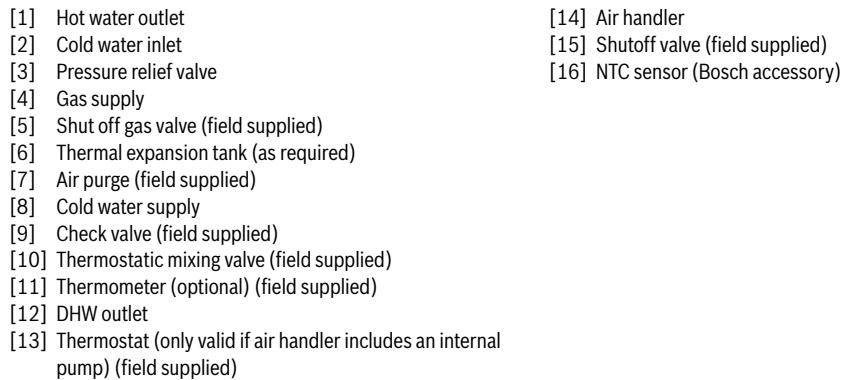 [1] Hot water outlet
[2] Cold water inlet
[3] Pressure relief valve
[4] Gas supply
[5] Shut off gas valve (field supplied)
[6] Thermal expansion tank (as required)
[7] Air purge (field supplied)
[8] Cold water supply
[9] Check valve (field supplied)
[10] Thermostatic mixing valve (field supplied)
[11] Thermometer (optional) (field supplied)
[12] DHW outlet
[13] Thermostat (only valid if air handler includes an internal
pump) (field supplied)
[14] Air handler
[15] Shutoff valve (field supplied)
[16] NTC sensor (Bosch accessory)